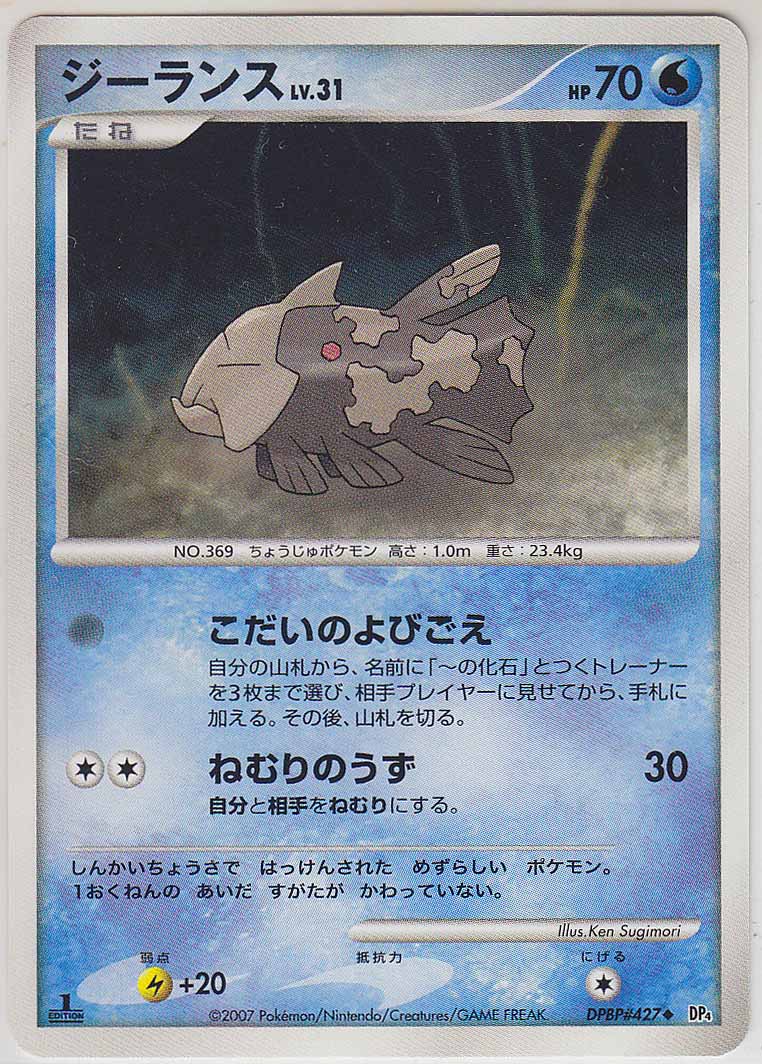 ジーランス LV.31 HP 70
たね
NO.369 ちょうじゅポケモン 高さ：1.0m 重さ：23.4kg
こだいのよびごえ
自分の山札から、名前に「～の化石」とつくトレーナー
を3枚まで選び、相手プレイヤーに見せてから、手札に
加える。その後、山札を切る。
ねむりのうず 30
自分と相手をねむりにする。
しんかいちょうさで はっけんされた めずらしい ポケモン。
1おくねんの あいだ すがたが かわっていない。
Illus.Ken Sugimori
弱点 抵抗力 にげる
+20
1 EDITION
©2007 Pokémon/Nintendo/Creatures/GAME FREAK. DPBP#427◆ DP4